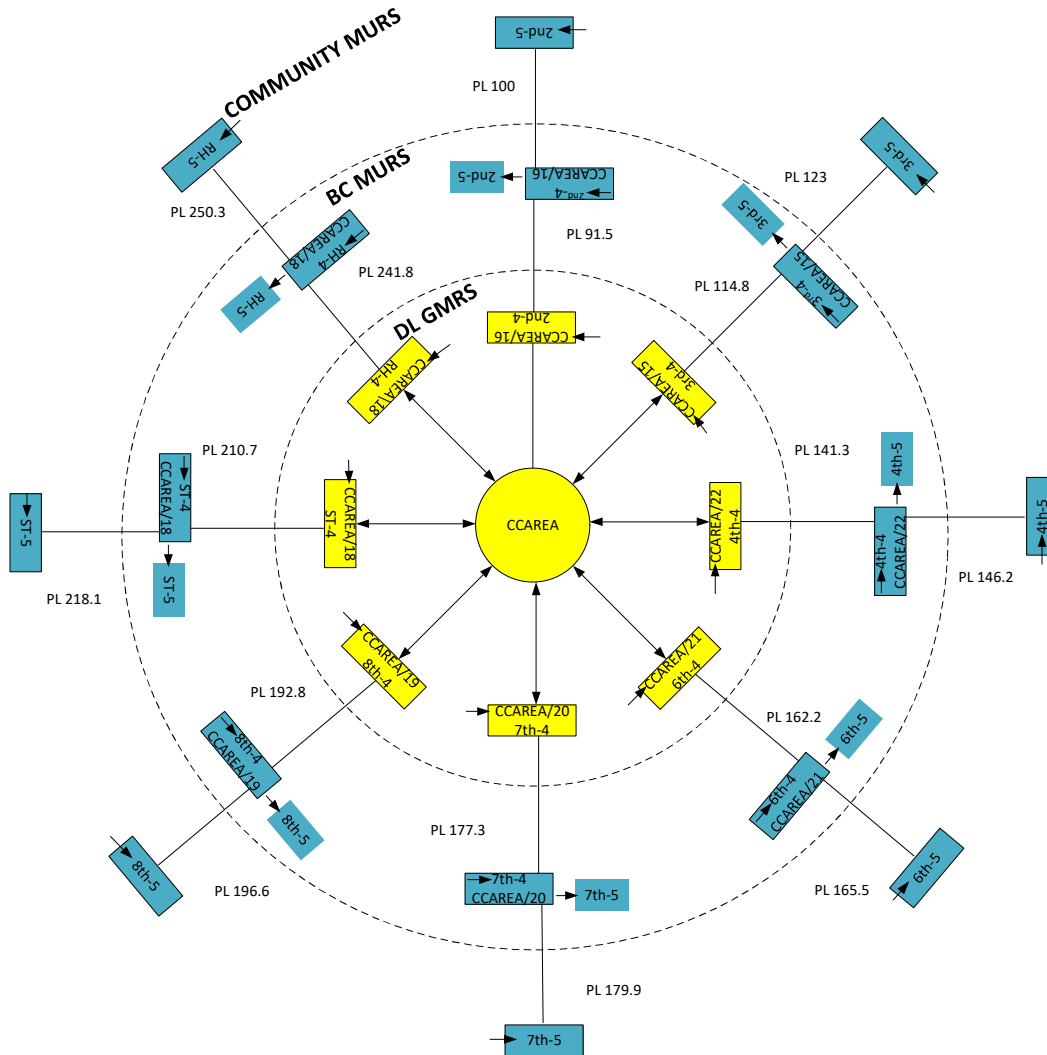 COMMUNITY MURS
BC MURS
DL GMRS
2nd-5
PL 100
2nd-5
CCAREA/16
2nd-4
PL 91.5
2nd-4
CCAREA/16
3rd-5
PL 123
3rd-5
CCAREA/15
3rd-4
PL 114.8
3rd-4
CCAREA/15
RH-5
PL 250.3
RH-4
CCAREA/18
RH-5
PL 241.8
CCAREA\18
RH-4
PL 141.3
4th-5
4th-4
CCAREA/22
CCAREA/22
4th-4
4th-5
PL 146.2
CCAREA
PL 210.7
ST-4
CCAREA/18
ST-5
CCAREA/18
ST-4
ST-5
PL 218.1
CCAREA/19
8th-4
PL 192.8
8th-4
CCAREA/19
8th-5
8th-5
PL 196.6
CCAREA/20
7th-4
PL 177.3
7th-4
CCAREA/20
7th-5
PL 179.9
7th-5
CCAREA/21
6th-4
PL 162.2
6th-5
6th-4
CCAREA/21
6th-5
PL 165.5